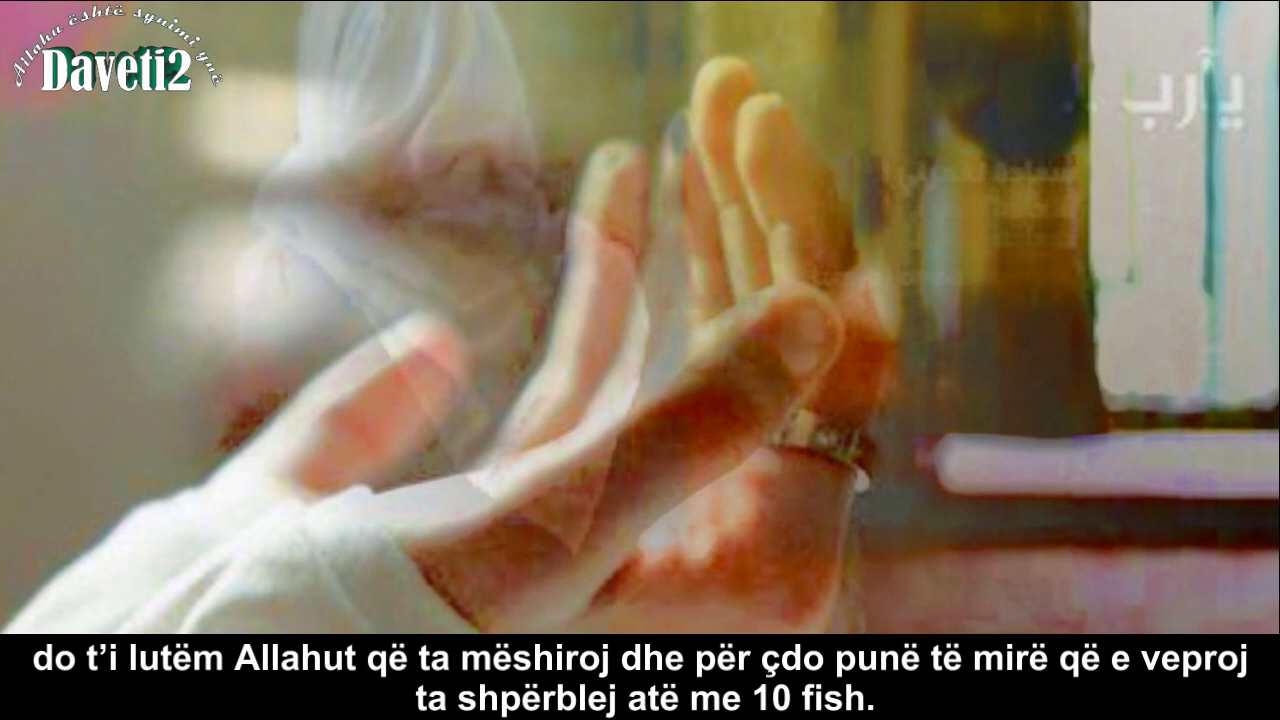 Allahu është synimi ynë
Daveti2
يارب ..
do t’i lutëm Allahut që ta mëshiroj dhe për çdo punë të mirë që e veproj
ta shpërblej atë me 10 fish.